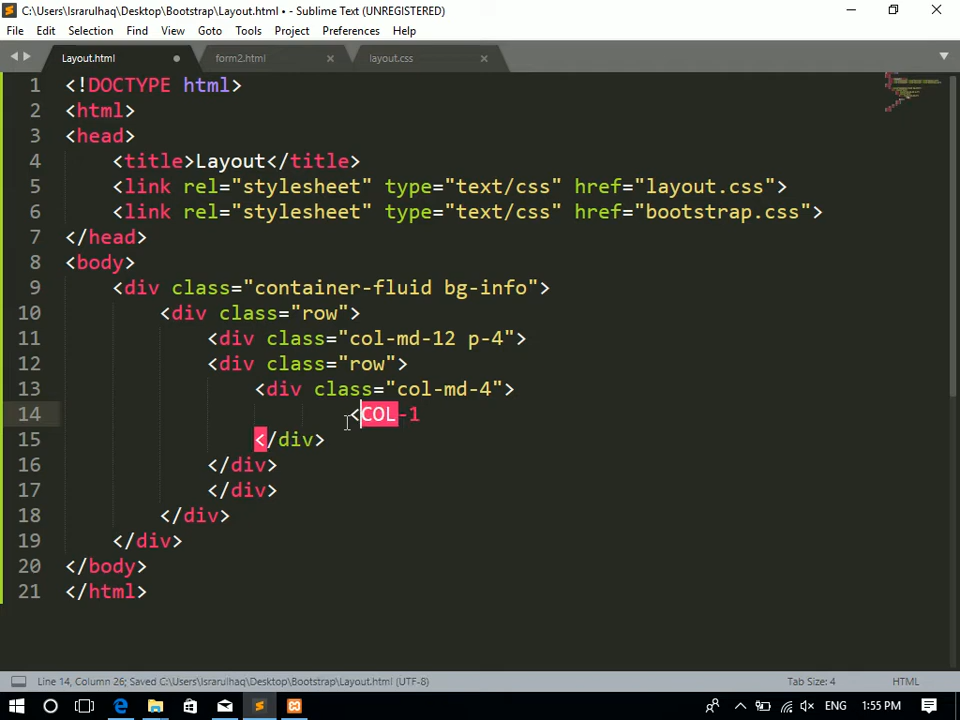 C:\Users\Israrulhaq\Desktop\Bootstrap\Layout.html • - Sublime Text (UNREGISTERED)
File Edit Selection Find View Goto Tools Project Preferences Help
Layout.html form2.html layout.css
1 <!DOCTYPE html>
2 <html>
3 <head>
4 <title>Layout</title>
5 <link rel="stylesheet" type="text/css" href="layout.css">
6 <link rel="stylesheet" type="text/css" href="bootstrap.css">
7 </head>
8 <body>
9 <div class="container-fluid bg-info">
10 <div class="row">
11 <div class="col-md-12 p-4">
12 <div class="row">
13 <div class="col-md-4">
14 <COL-1
15 </div>
16 </div>
17 </div>
18 </div>
19 </div>
20 </body>
21 </html>
Line 14, Column 26; Saved C:\Users\Israrulhaq\Desktop\Bootstrap\Layout.html (UTF-8) Tab Size: 4 HTML
ENG 1:55 PM